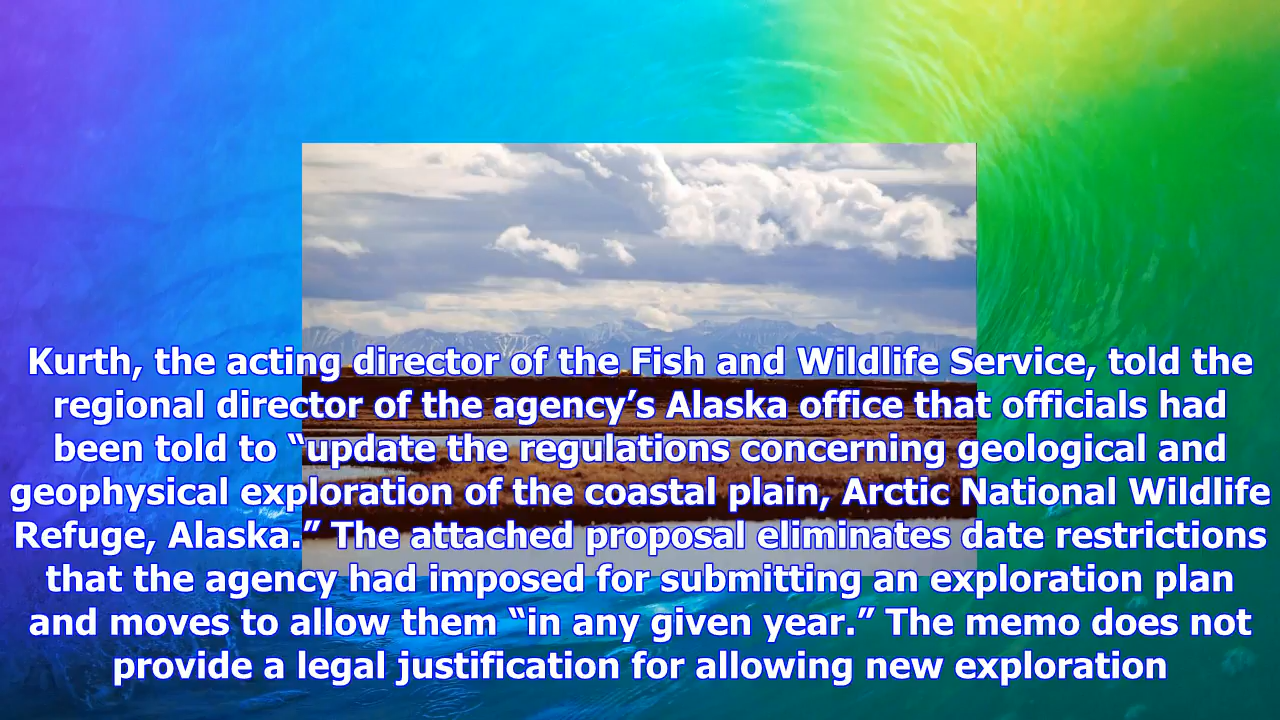 Kurth, the acting director of the Fish and Wildlife Service, told the
regional director of the agency’s Alaska office that officials had
been told to “update the regulations concerning geological and
geophysical exploration of the coastal plain, Arctic National Wildlife
Refuge, Alaska.” The attached proposal eliminates date restrictions
that the agency had imposed for submitting an exploration plan
and moves to allow them “in any given year.” The memo does not
provide a legal justification for allowing new exploration